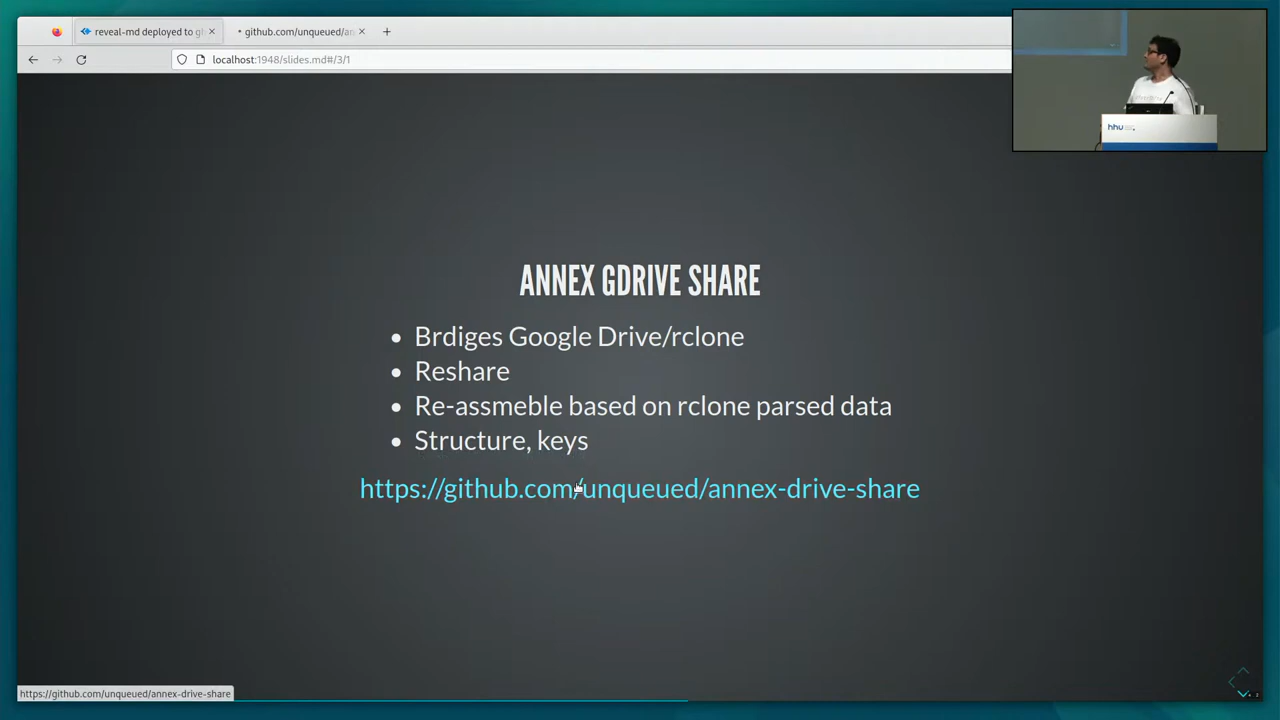 reveal-md deployed to gi
github.com/unqueued/an
localhost:1948/slides.md#/3/1
hhu
ANNEX GDRIVE SHARE
Brdiges Google Drive/rclone
Reshare
Re-assmeble based on rclone parsed data
Structure, keys
https://github.com/unqueued/annex-drive-share
https://github.com/unqueued/annex-drive-share